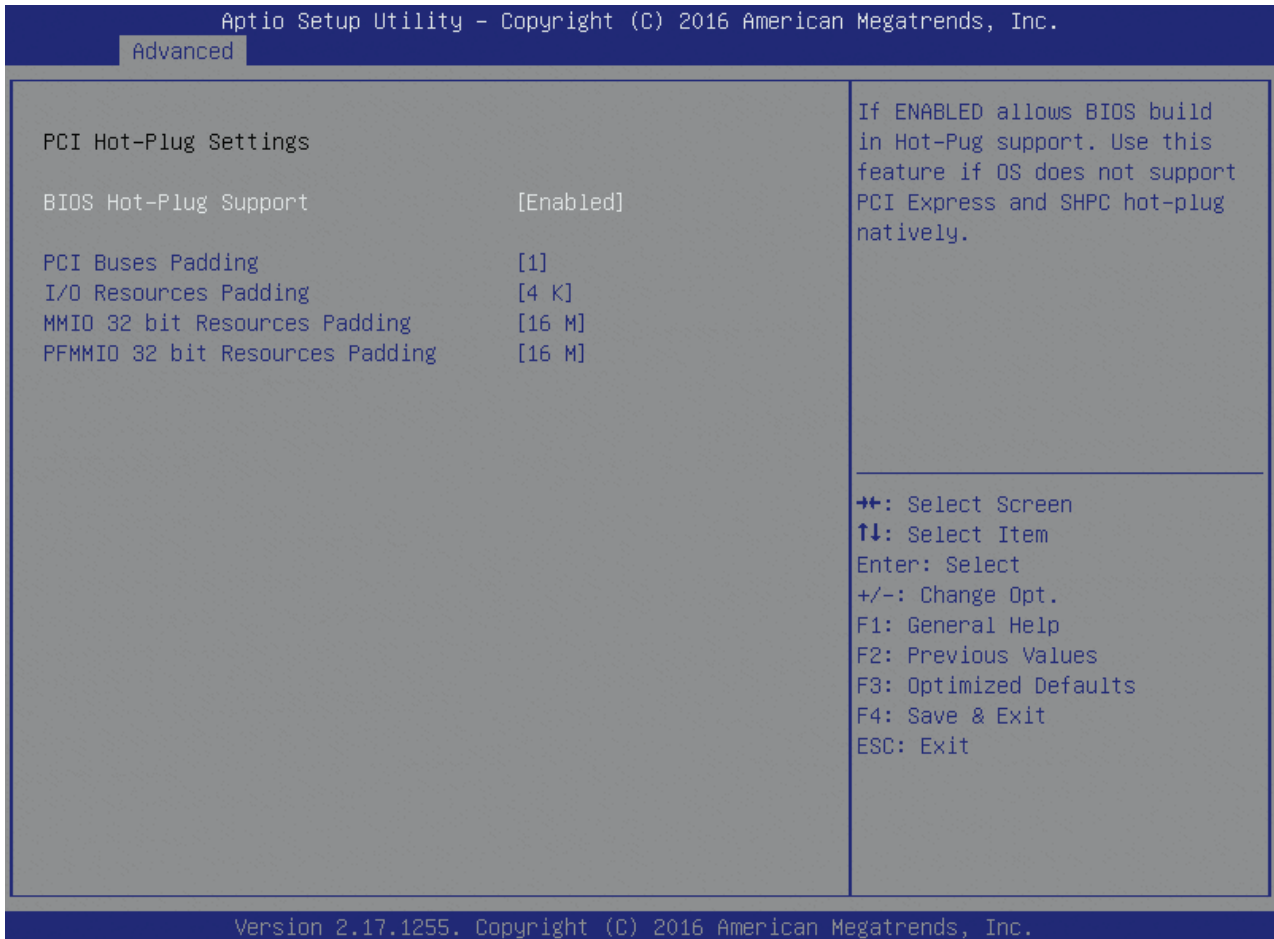 Aptio Setup Utility – Copyright (C) 2016 American Megatrends, Inc.
Advanced
PCI Hot-Plug Settings
BIOS Hot-Plug Support [Enabled]
PCI Buses Padding [1]
I/O Resources Padding [4 K]
MMIO 32 bit Resources Padding [16 M]
PFMMIO 32 bit Resources Padding [16 M]
If ENABLED allows BIOS build
in Hot-Pug support. Use this
feature if OS does not support
PCI Express and SHPC hot-plug
natively.
→←: Select Screen
↑↓: Select Item
Enter: Select
+/-: Change Opt.
F1: General Help
F2: Previous Values
F3: Optimized Defaults
F4: Save & Exit
ESC: Exit
Version 2.17.1255. Copyright (C) 2016 American Megatrends, Inc.